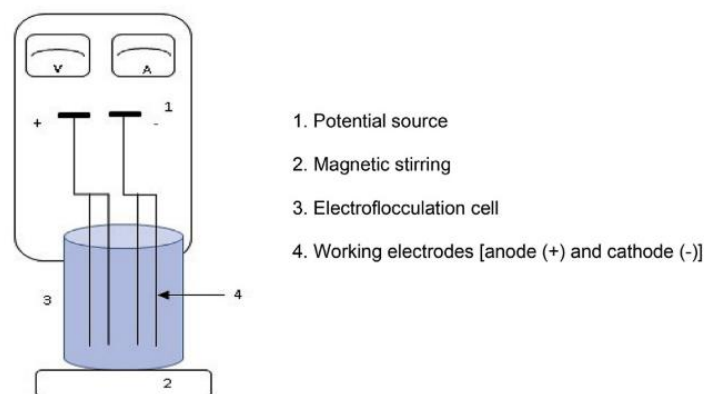 V A
+ - 1
1. Potential source
2. Magnetic stirring
3. Electroflocculation cell
4. Working electrodes [anode (+) and cathode (-)]
3 4
2